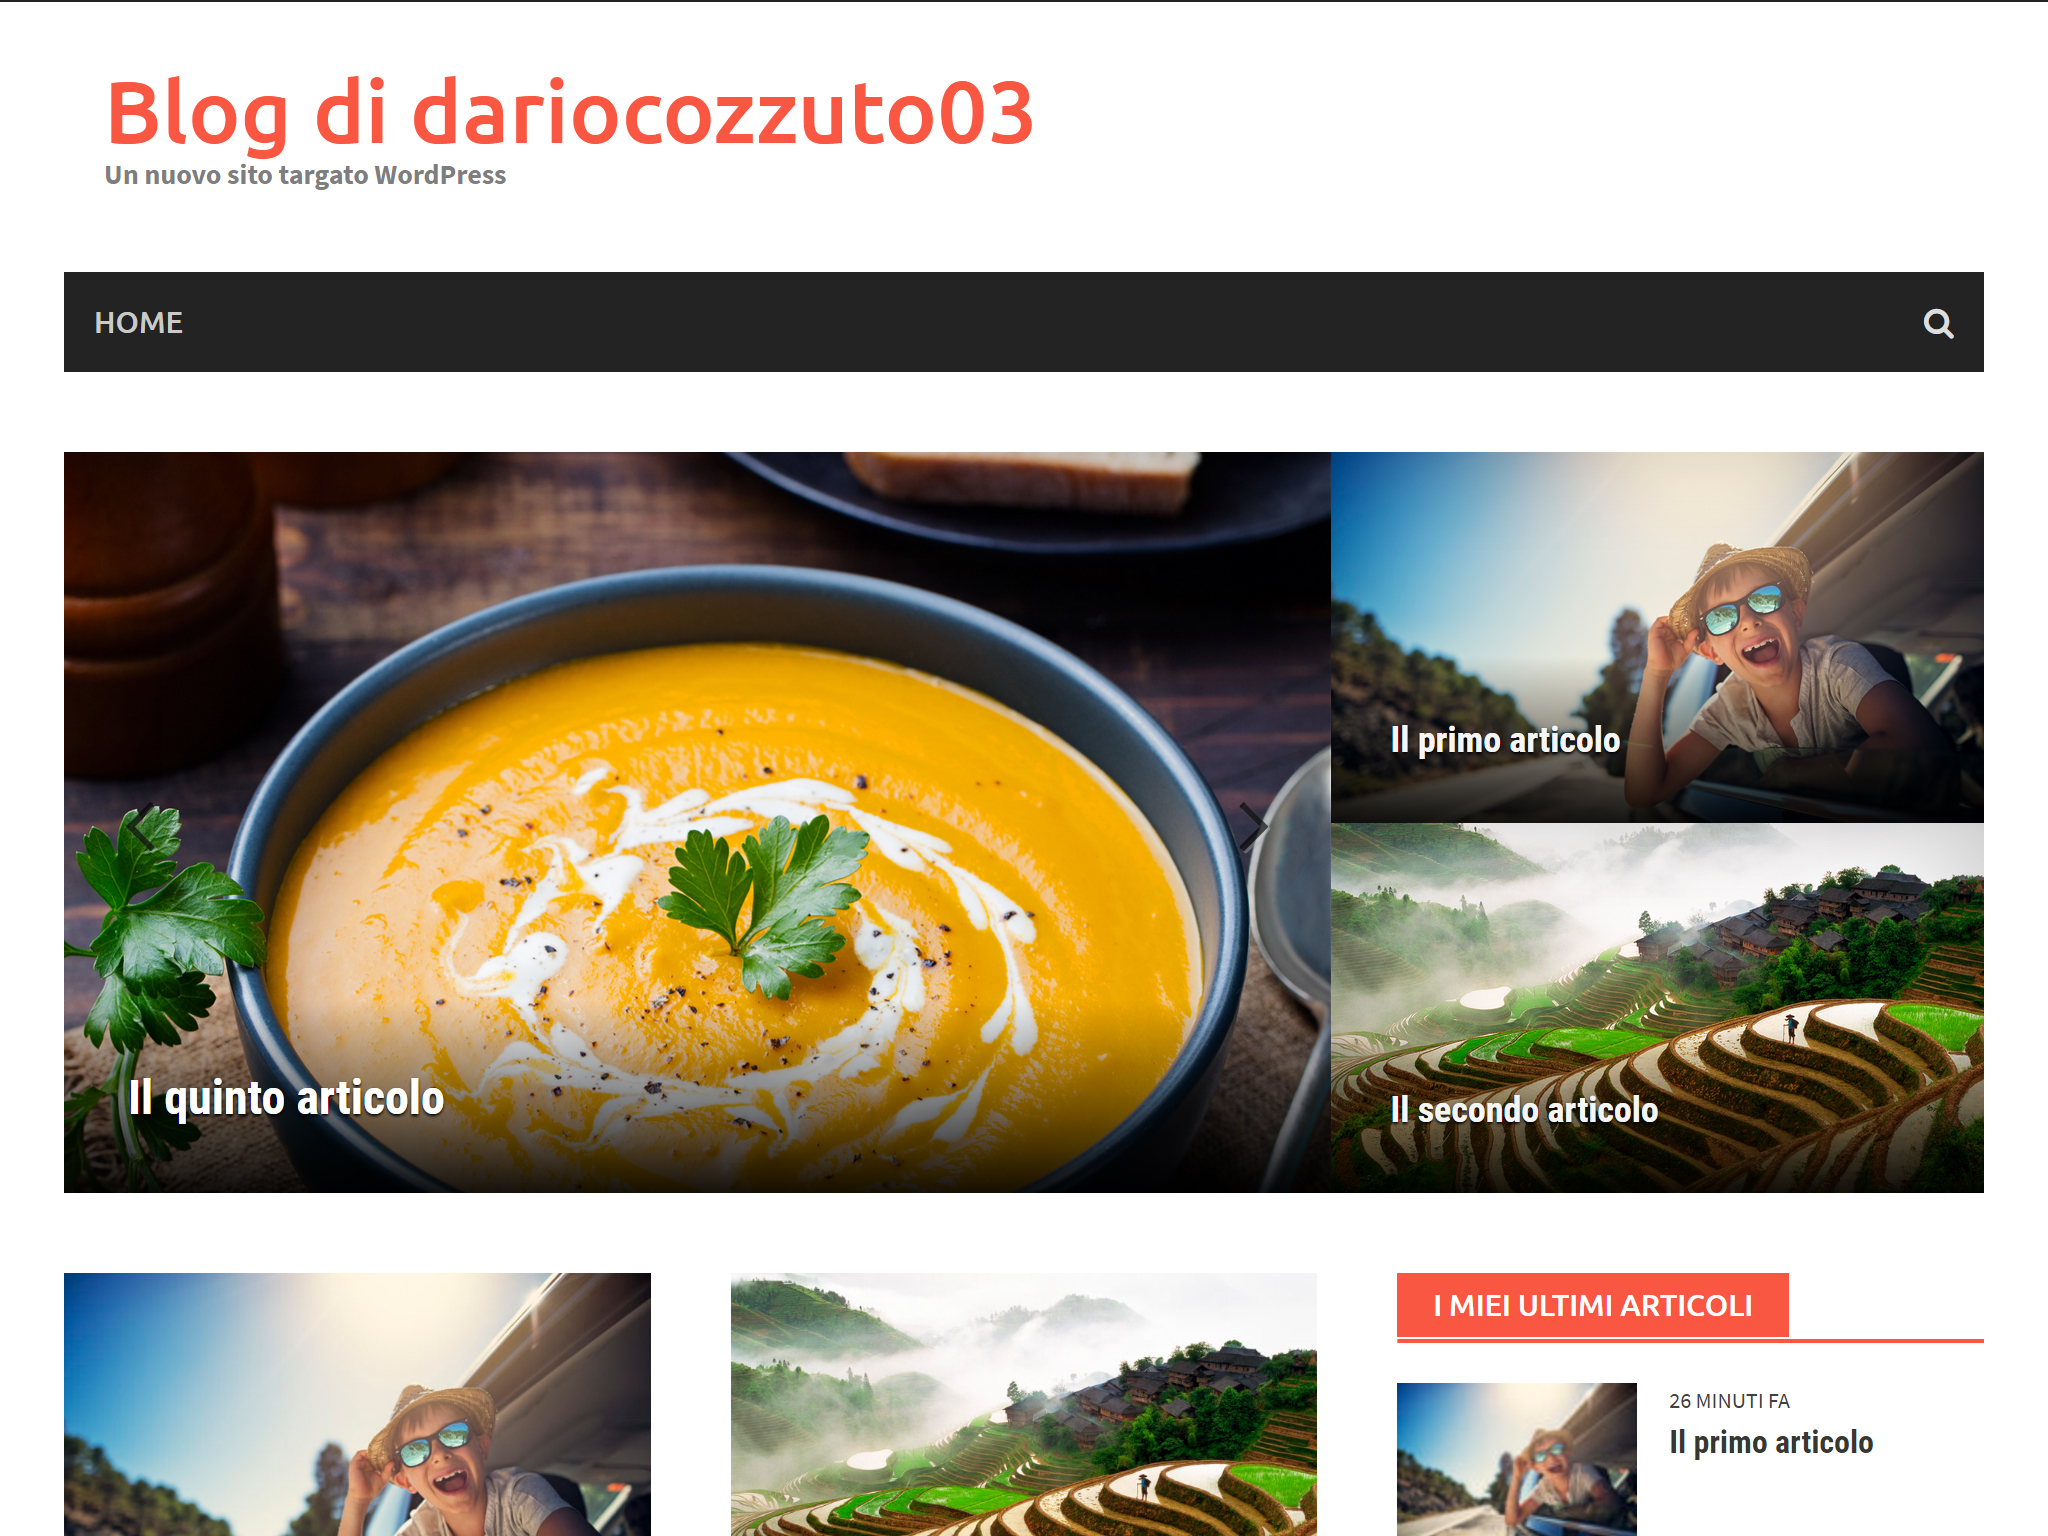 Blog di dariocozzuto03
Un nuovo sito targato WordPress
HOME
Il quinto articolo
Il primo articolo
Il secondo articolo
I MIEI ULTIMI ARTICOLI
26 MINUTI FA
Il primo articolo